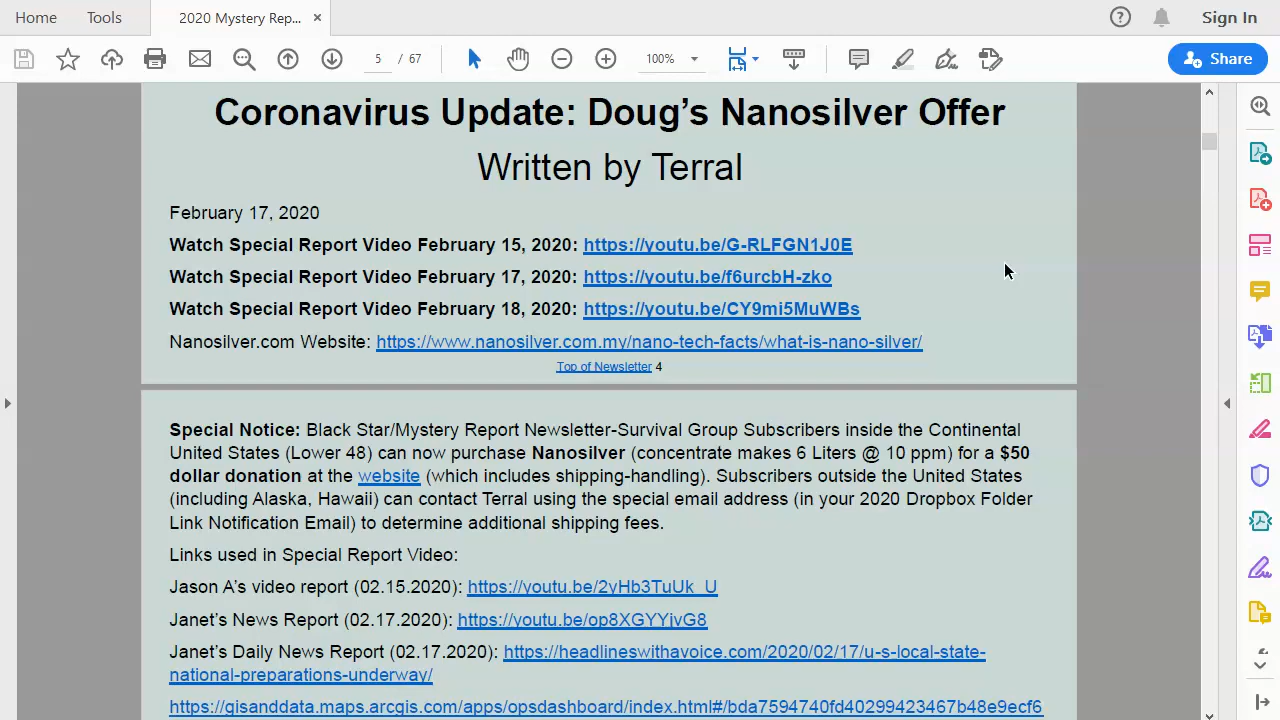 Home Tools 2020 Mystery Rep... × Sign In
5 / 67 100% Share
Coronavirus Update: Doug's Nanosilver Offer
Written by Terral
February 17, 2020
Watch Special Report Video February 15, 2020: https://youtu.be/G-RLFGN1J0E
Watch Special Report Video February 17, 2020: https://youtu.be/f6urcbH-zko
Watch Special Report Video February 18, 2020: https://youtu.be/CY9mi5MuWBs
Nanosilver.com Website: https://www.nanosilver.com.my/nano-tech-facts/what-is-nano-silver/
Top of Newsletter 4
Special Notice: Black Star/Mystery Report Newsletter-Survival Group Subscribers inside the Continental
United States (Lower 48) can now purchase Nanosilver (concentrate makes 6 Liters @ 10 ppm) for a $50
dollar donation at the website (which includes shipping-handling). Subscribers outside the United States
(including Alaska, Hawaii) can contact Terral using the special email address (in your 2020 Dropbox Folder
Link Notification Email) to determine additional shipping fees.
Links used in Special Report Video:
Jason A's video report (02.15.2020): https://youtu.be/2yHb3TuUk_U
Janet's News Report (02.17.2020): https://youtu.be/op8XGYYjvG8
Janet's Daily News Report (02.17.2020): https://headlineswithavoice.com/2020/02/17/u-s-local-state-
national-preparations-underway/
https://gisanddata.maps.arcgis.com/apps/opsdashboard/index.html#/bda7594740fd40299423467b48e9ecf6